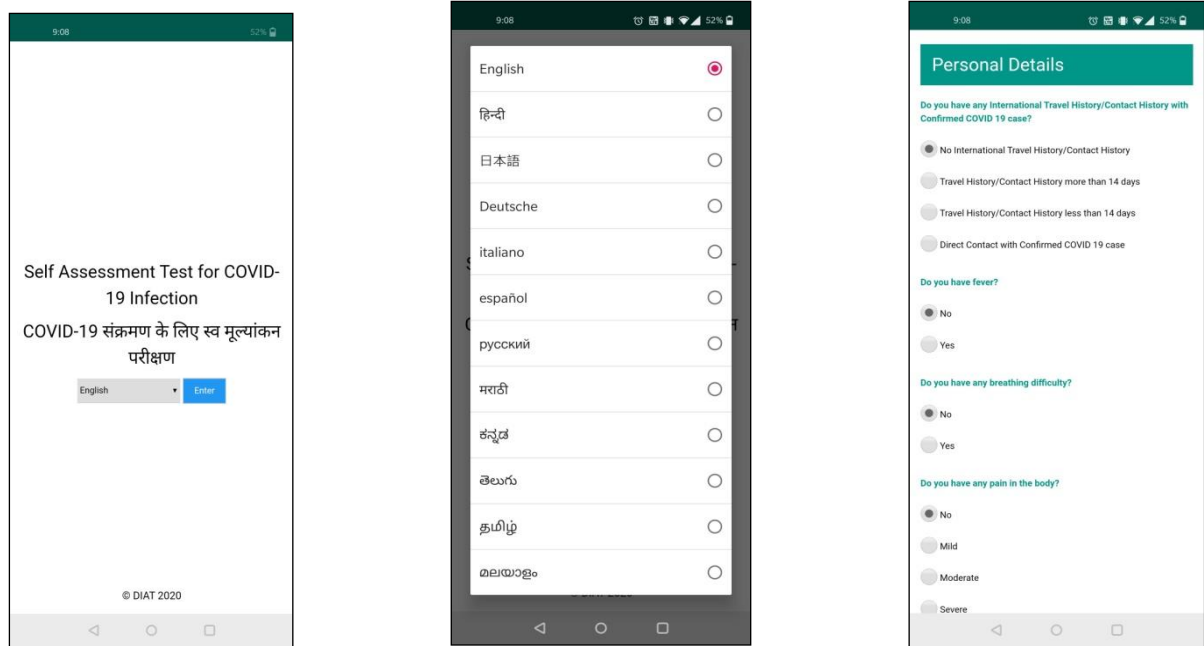 9:08
52%
Self Assessment Test for COVID-
19 Infection
COVID-19 संक्रमण के लिए स्व मूल्यांकन
परीक्षण
English
Enter
© DIAT 2020
9:08
52%
English
हिन्दी
日本語
Deutsche
italiano
español
русский
मराठी
ಕನ್ನಡ
తెలుగు
தமிழ்
മലയാളം
9:08
52%
Personal Details
Do you have any International Travel History/Contact History with
Confirmed COVID 19 case?
No International Travel History/Contact History
Travel History/Contact History more than 14 days
Travel History/Contact History less than 14 days
Direct Contact with Confirmed COVID 19 case
Do you have fever?
No
Yes
Do you have any breathing difficulty?
No
Yes
Do you have any pain in the body?
No
Mild
Moderate
Severe